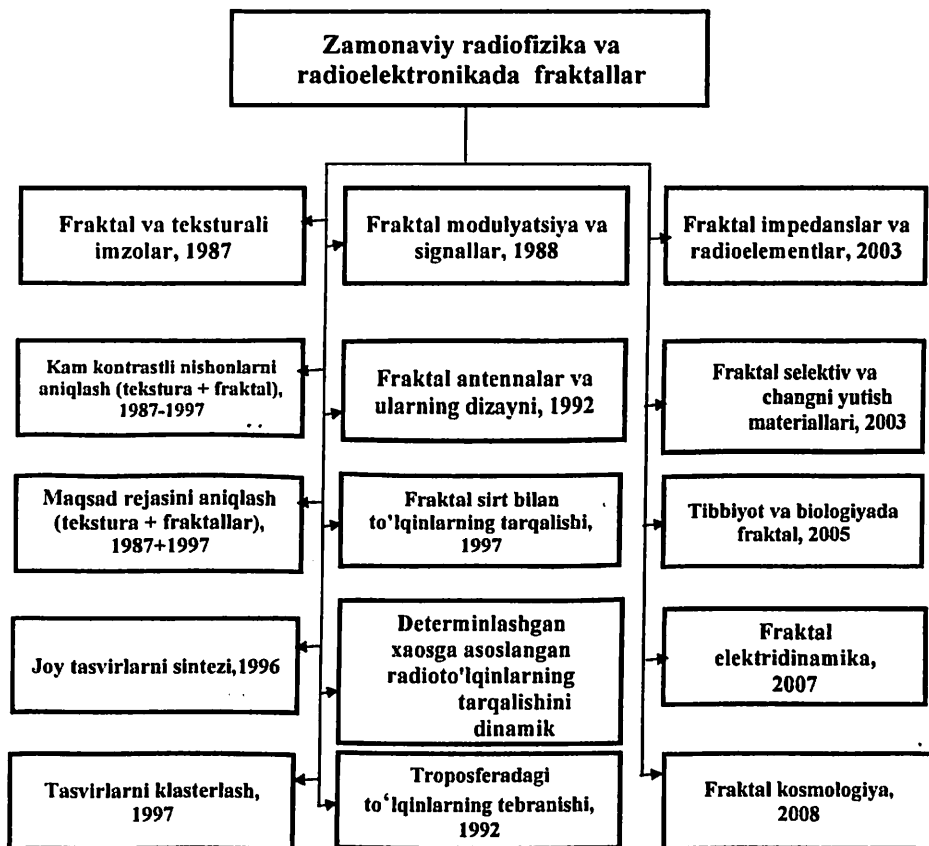 Zamonaviy radiofizika va
radioelektronikada fraktallar
Fraktal va teksturali
imzolar, 1987
Fraktal modulyatsiya va
signallar, 1988
Fraktal impedanslar va
radioelementlar, 2003
Kam kontrastli nishonlarni
aniqlash (tekstura + fraktal),
1987-1997
Fraktal antennalar va
ularning dizayni, 1992
Fraktal selektiv va
changni yutish
materiallari, 2003
Maqsad rejasini aniqlash
(tekstura + fraktallar),
1987+1997
Fraktal sirt bilan
to'lqinlarning tarqalishi,
1997
Tibbiyot va biologiyada
fraktal, 2005
Joy tasvirlarni sintezi,1996
Determinlashgan
xaosga asoslangan
radioto'lqinlarning
tarqalishini
dinamik
Fraktal
elektridinamika,
2007
Tasvirlarni klasterlash,
1997
Troposferadagi
to‘lqinlarning tebranishi,
1992
Fraktal kosmologiya,
2008